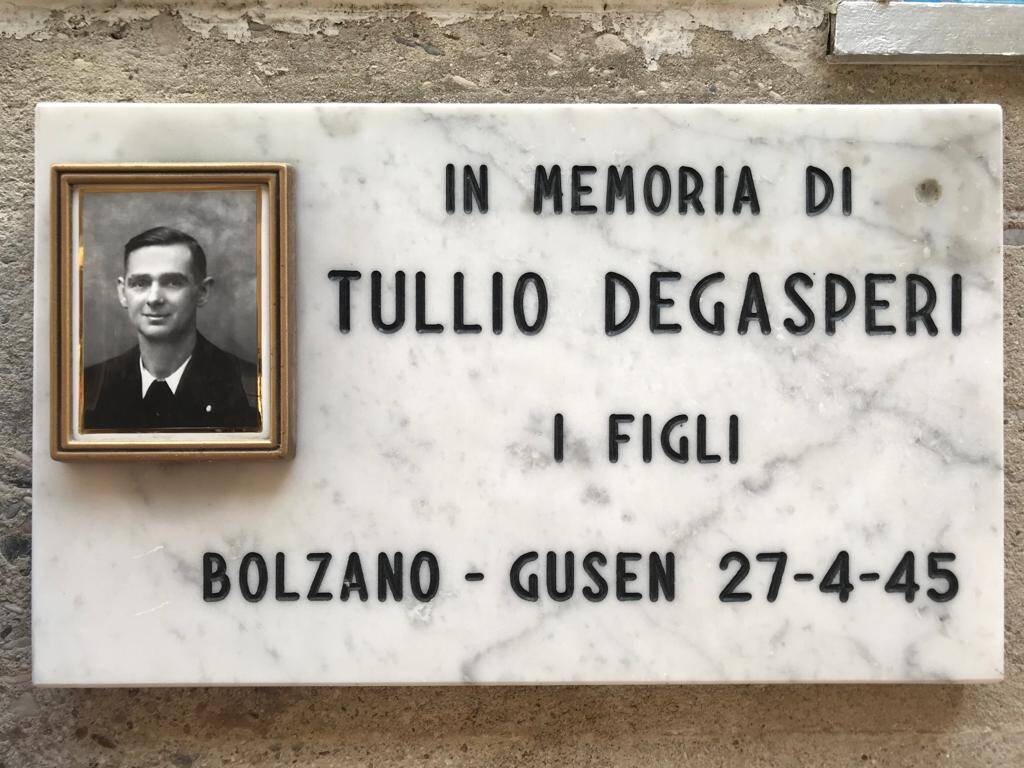 IN MEMORIA DI
TULLIO DEGASPERI
I FIGLI
BOLZANO - GUSEN 27-4-45